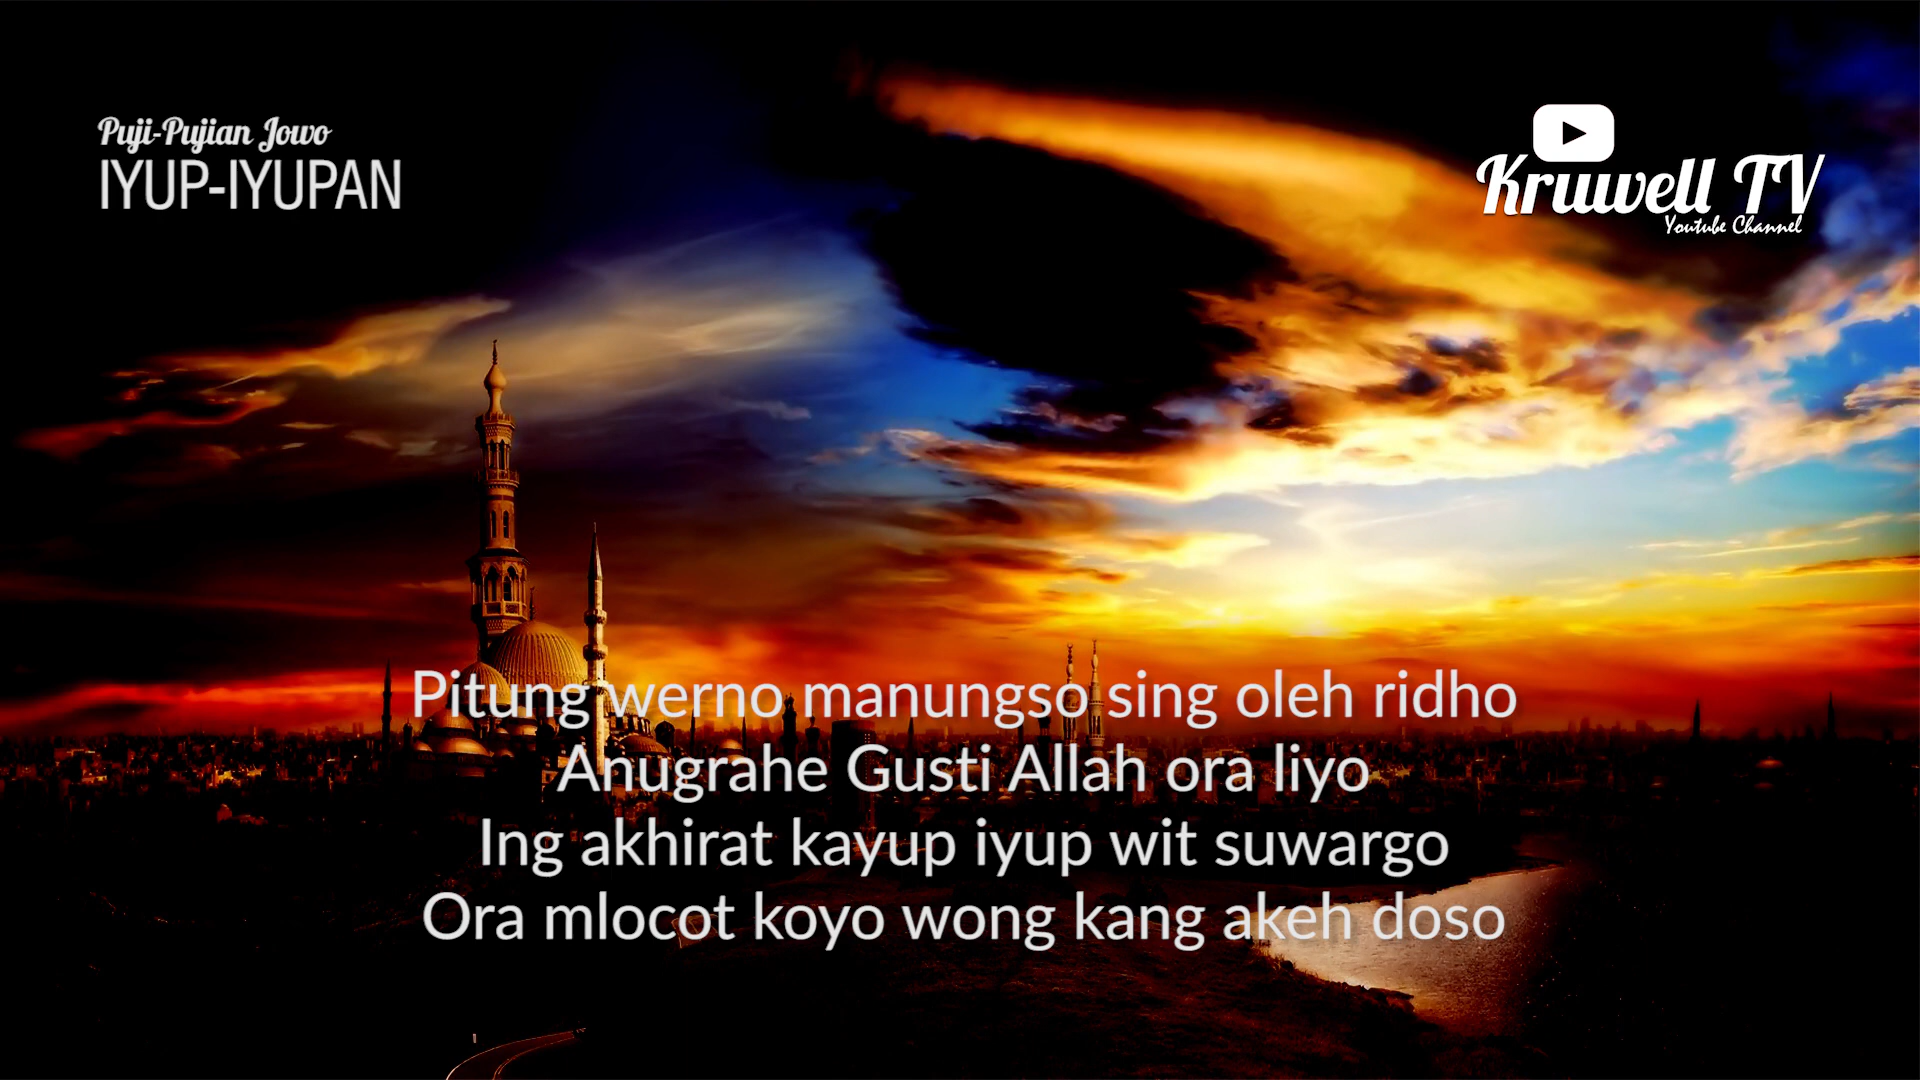 Puji-Pujian Jowo
IYUP-IYUPAN
Kruwell TV
Youtube Channel
Pitung werno manungso sing oleh ridho
Anugrahe Gusti Allah ora liyo
Ing akhirat kayup iyup wit suwargo
Ora mlocot koyo wong kang akeh doso